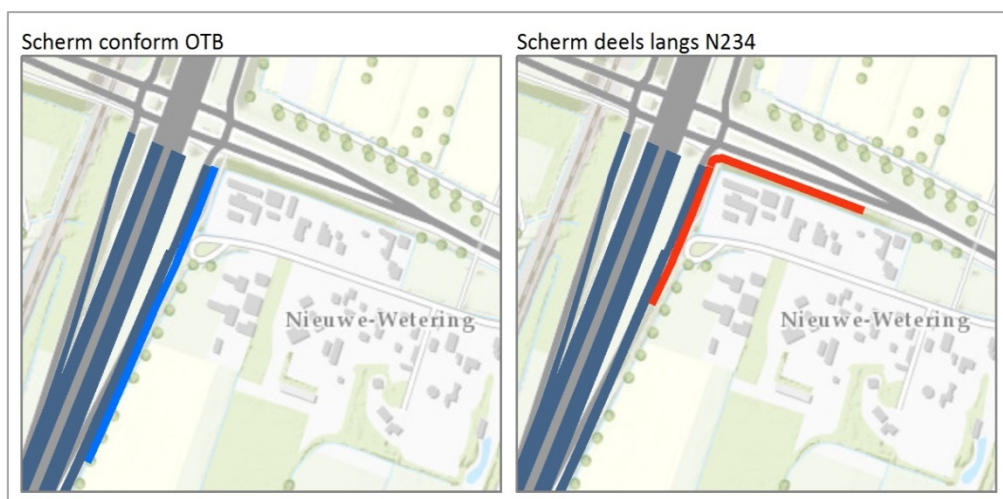 Scherm conform OTB
Scherm deels langs N234
Nieuwe-Wetering
Nieuwe-Wetering